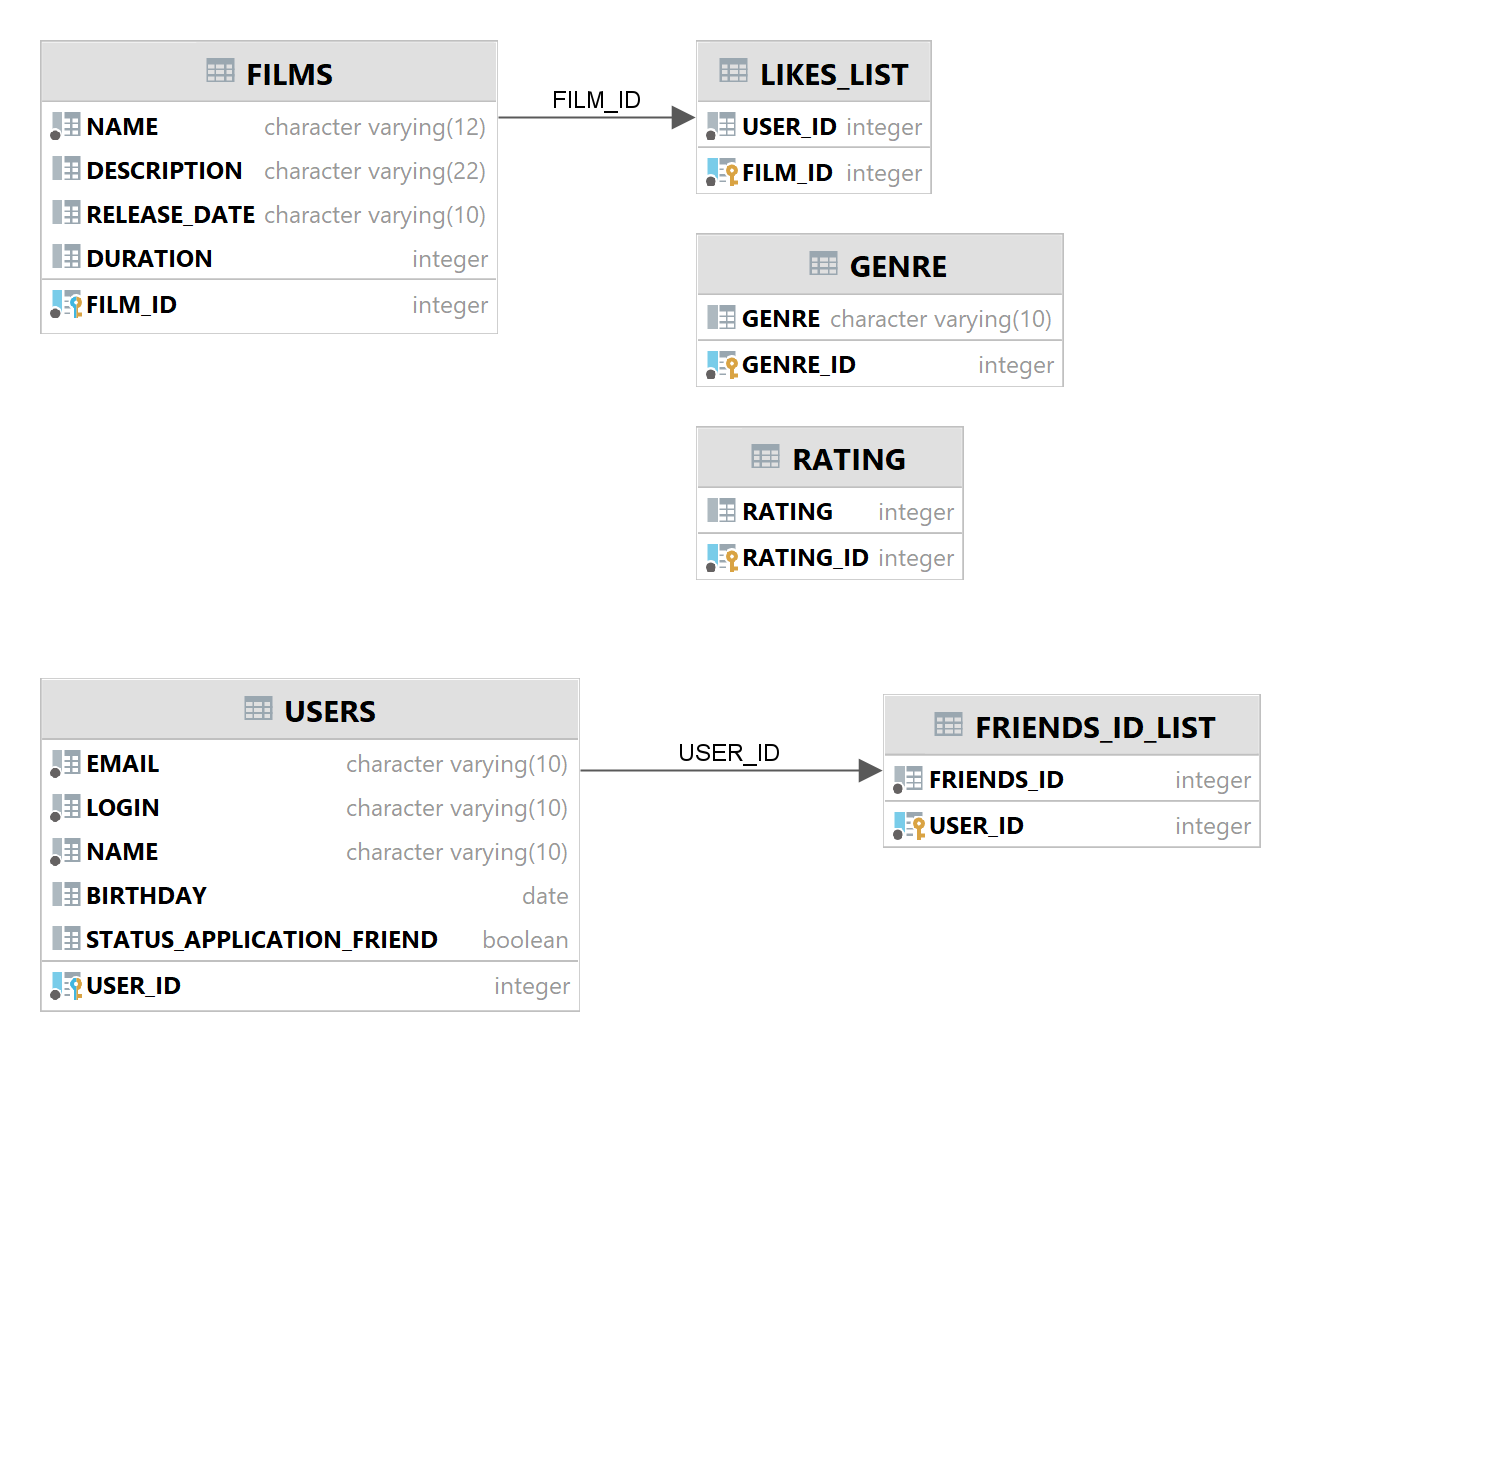 FILMS
NAME character varying(12)
DESCRIPTION character varying(22)
RELEASE_DATE character varying(10)
DURATION integer
FILM_ID integer
FILM_ID
LIKES_LIST
USER_ID integer
FILM_ID integer
GENRE
GENRE character varying(10)
GENRE_ID integer
RATING
RATING integer
RATING_ID integer
USERS
EMAIL character varying(10)
LOGIN character varying(10)
NAME character varying(10)
BIRTHDAY date
STATUS_APPLICATION_FRIEND boolean
USER_ID integer
USER_ID
FRIENDS_ID_LIST
FRIENDS_ID integer
USER_ID integer